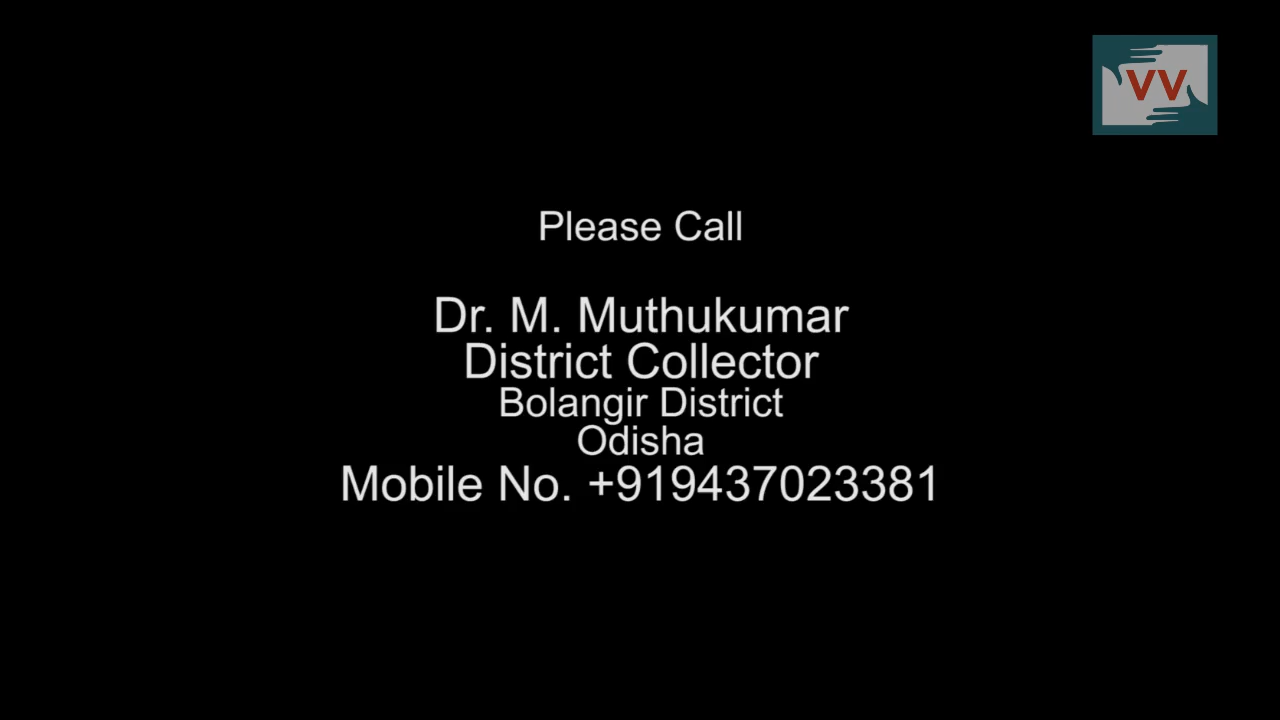 VV
Please Call
Dr. M. Muthukumar
District Collector
Bolangir District
Odisha
Mobile No. +919437023381